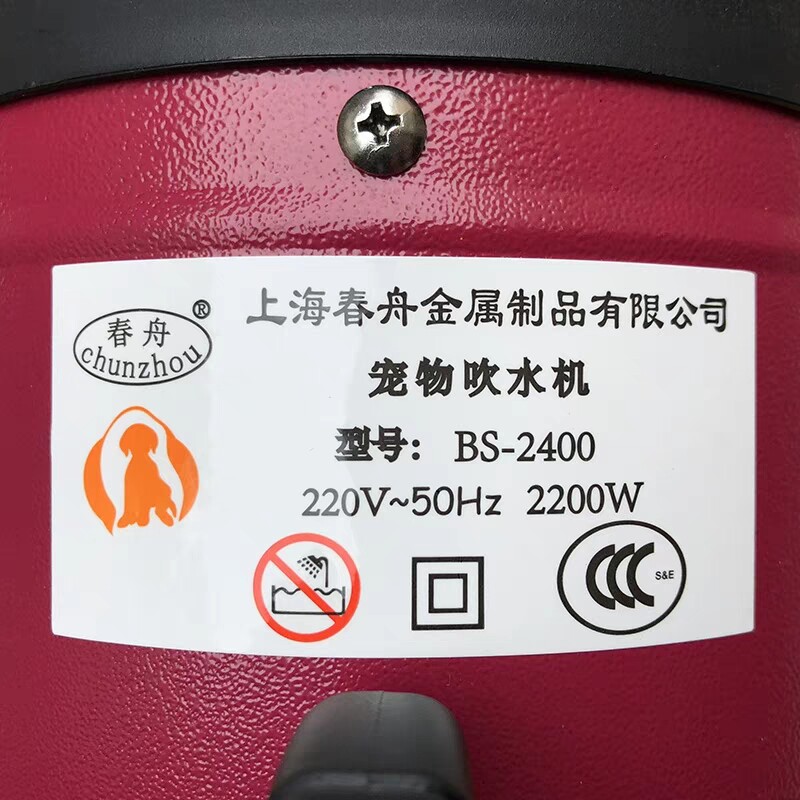 春舟®
chunzhou
上海春舟金属制品有限公司
宠物吹水机
型号: BS-2400
220V~50Hz 2200W
CCC S&E